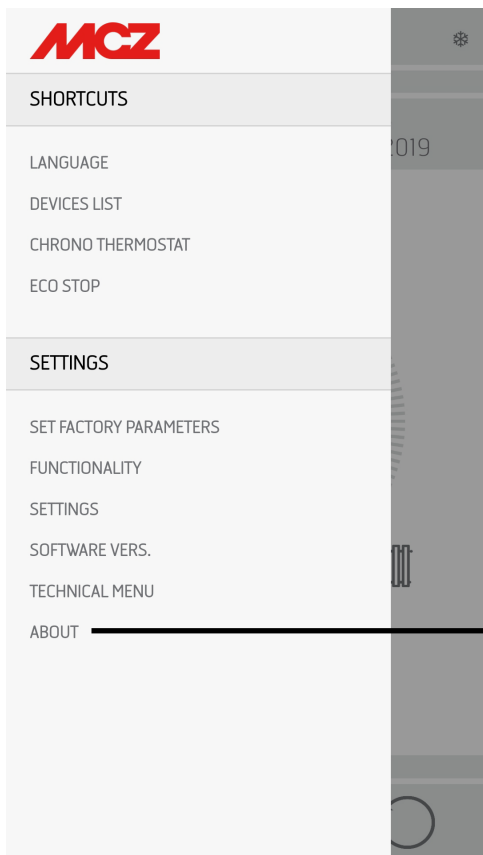 MCZ
SHORTCUTS
2019
LANGUAGE
DEVICES LIST
CHRONO THERMOSTAT
ECO STOP
SETTINGS
SET FACTORY PARAMETERS
FUNCTIONALITY
SETTINGS
SOFTWARE VERS.
TECHNICAL MENU
ABOUT